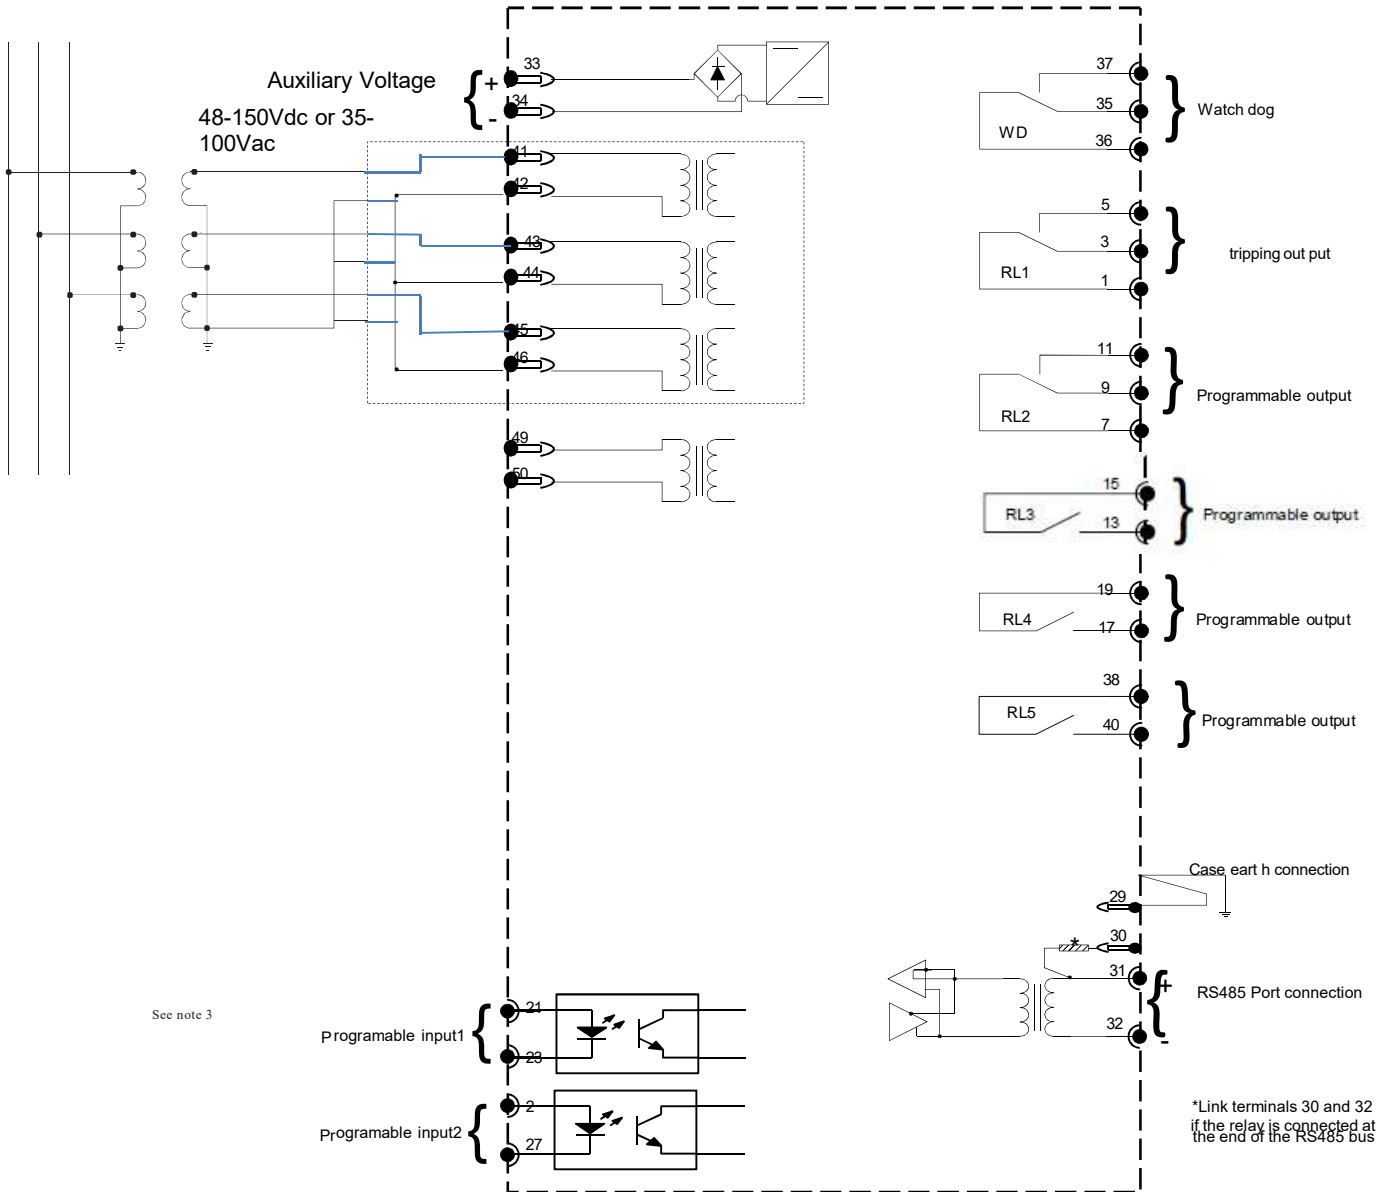 Auxiliary Voltage
48-150Vdc or 35-
100Vac
+
-
33
34
41
42
43
44
45
46
49
50
37
35
36
WD
Watch dog
5
3
1
RL1
tripping out put
11
9
7
RL2
Programmable output
15
13
RL3
Programmable output
19
17
RL4
Programmable output
38
40
RL5
Programmable output
Case eart h connection
29
30
*
31
32
+
-
RS485 Port connection
See note 3
Programable input1
21
23
Programable input2
2
27
*Link terminals 30 and 32
if the relay is connected at
the end of the RS485 bus